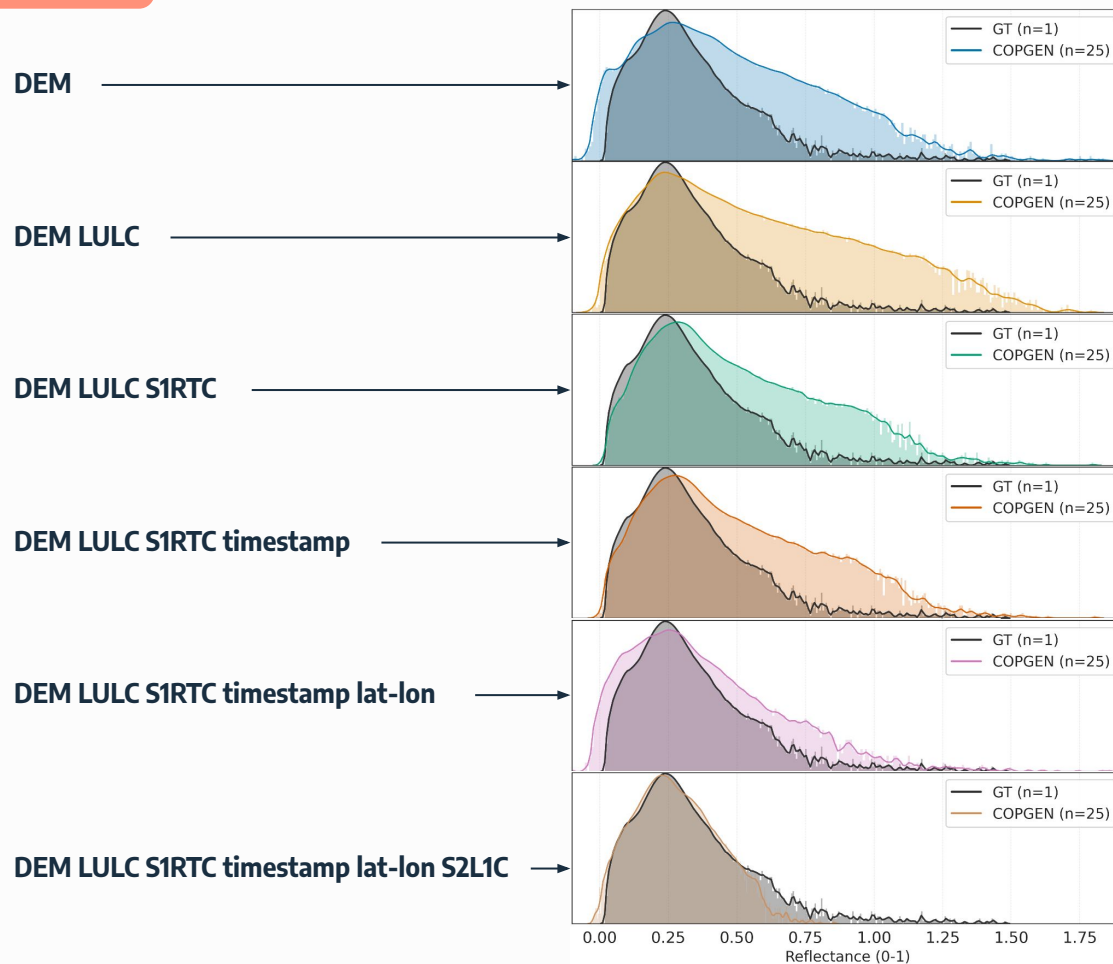 DEM
GT (n=1)
COPGEN (n=25)
DEM LULC
GT (n=1)
COPGEN (n=25)
DEM LULC S1RTC
GT (n=1)
COPGEN (n=25)
DEM LULC S1RTC timestamp
GT (n=1)
COPGEN (n=25)
DEM LULC S1RTC timestamp lat-lon
GT (n=1)
COPGEN (n=25)
DEM LULC S1RTC timestamp lat-lon S2L1C
GT (n=1)
COPGEN (n=25)
0.00 0.25 0.50 0.75 1.00 1.25 1.50 1.75
Reflectance (0-1)